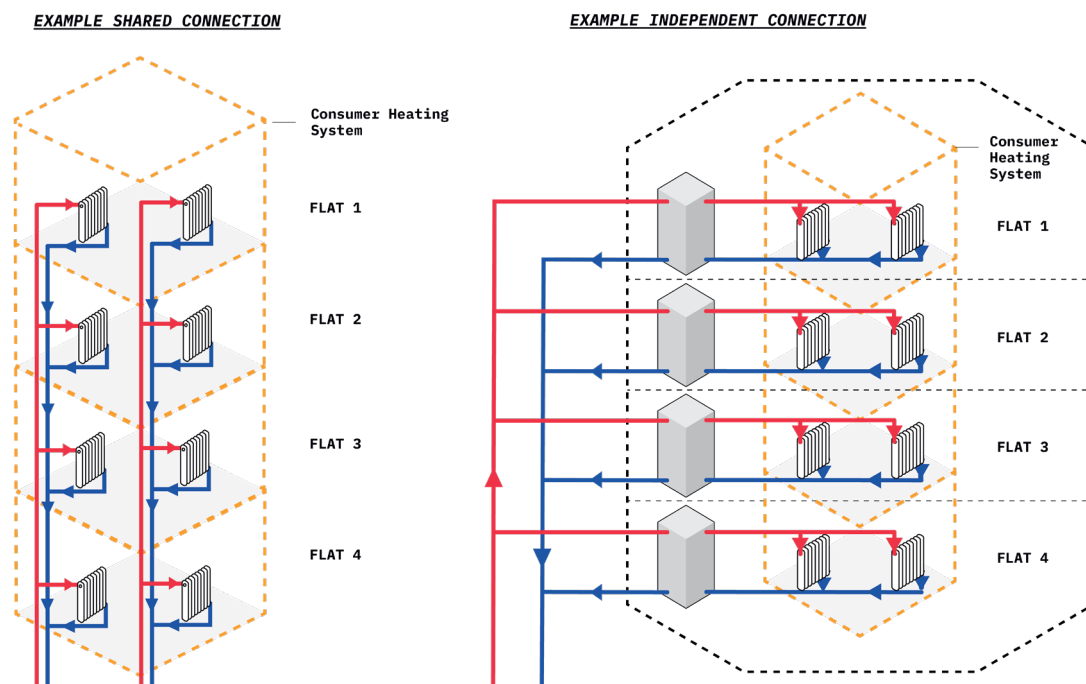 EXAMPLE SHARED CONNECTION
Consumer Heating
System
FLAT 1
FLAT 2
FLAT 3
FLAT 4
EXAMPLE INDEPENDENT CONNECTION
Consumer
Heating
System
FLAT 1
FLAT 2
FLAT 3
FLAT 4